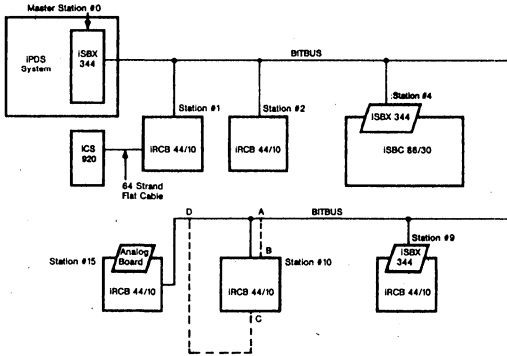 Master Station #0
iPDS
System
iSBX
344
BITBUS
Station #1
Station #2
Station #4
ICS
920
iRCB 44/10
iRCB 44/10
iSBX 344
iSBC 86/30
64 Strand
Flat Cable
D
A
BITBUS
Station #15
Analog
Board
iRCB 44/10
B
Station #10
iRCB 44/10
C
Station #9
iSBX
344
iRCB 44/10